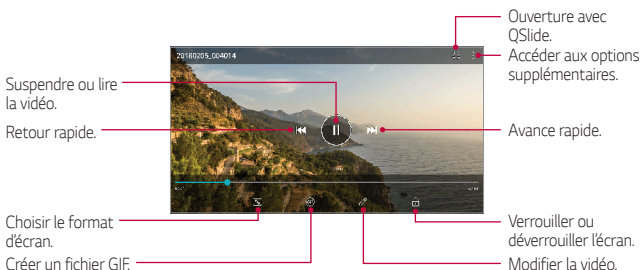 Ouverture avec
QSlide.
20180205_004014
Accéder aux options
supplémentaires.
Suspendre ou lire
la vidéo.
Retour rapide.
Avance rapide.
Choisir le format
d'écran.
GIF
Verrouiller ou
déverrouiller l'écran.
Créer un fichier GIF.
Modifier la vidéo.